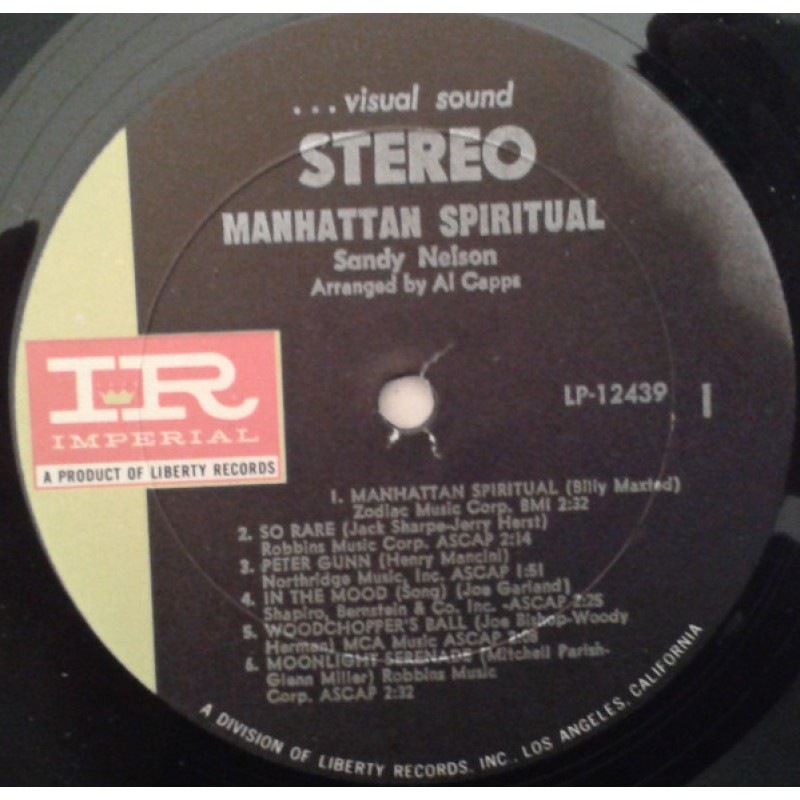 ...visual sound
STEREO
MANHATTAN SPIRITUAL
Sandy Nelson
Arranged by Al Capps
IR
IMPERIAL
A PRODUCT OF LIBERTY RECORDS
LP-12439 1
1. MANHATTAN SPIRITUAL (Billy Maxted)
Zodiac Music Corp. BMI 2:32
2. SO RARE (Jack Sharpe-Jerry Herst)
Robbins Music Corp. ASCAP 2:14
3. PETER GUNN (Henry Mancini)
Northridge Music, Inc. ASCAP 1:51
4. IN THE MOOD (Song) (Joe Garland)
Shapiro, Bernstein & Co. Inc. -ASCAP 2:25
5. WOODCHOPPER'S BALL (Joe Bishop-Woody
Herman) MCA Music ASCAP
6. MOONLIGHT SERENADE (Mitchell Parish-
Glenn Miller) Robbins Music
Corp. ASCAP 2:32
A DIVISION OF LIBERTY RECORDS, INC., LOS ANGELES, CALIFORNIA